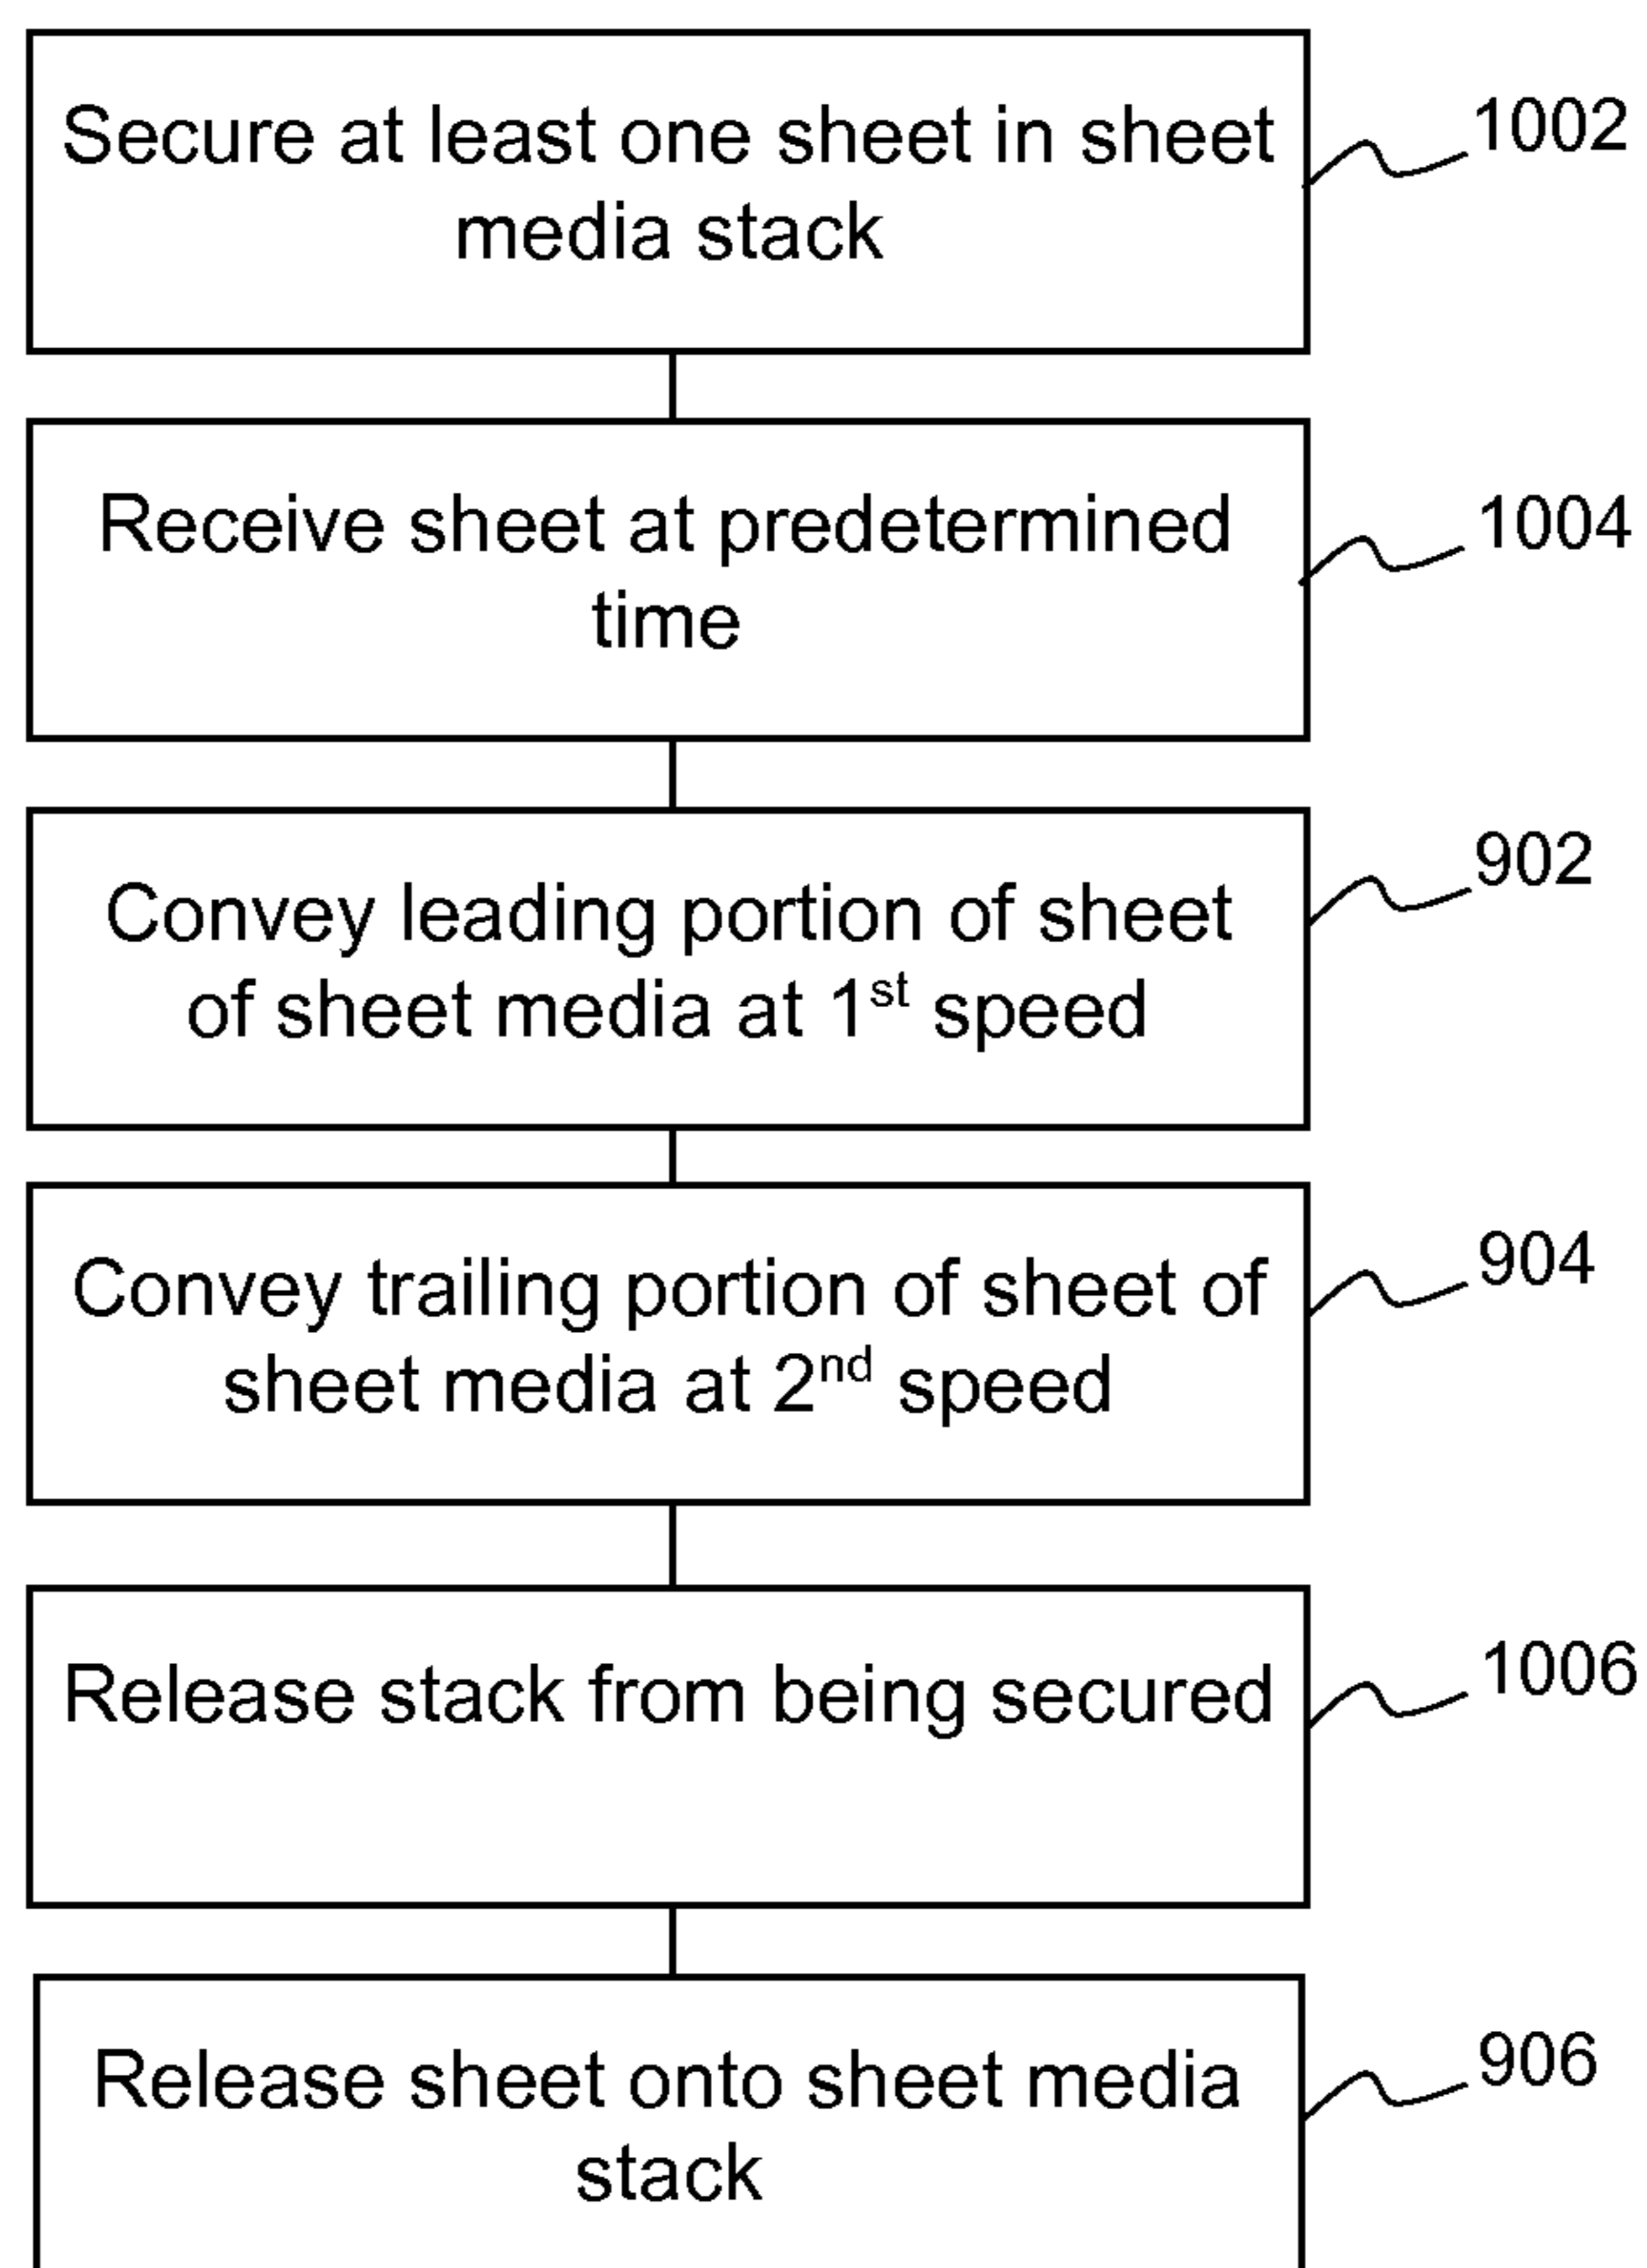 Secure at least one sheet in sheet
media stack
1002
Receive sheet at predetermined
time
1004
Convey leading portion of sheet
of sheet media at 1st speed
902
Convey trailing portion of sheet of
sheet media at 2nd speed
904
Release stack from being secured
1006
Release sheet onto sheet media
stack
906